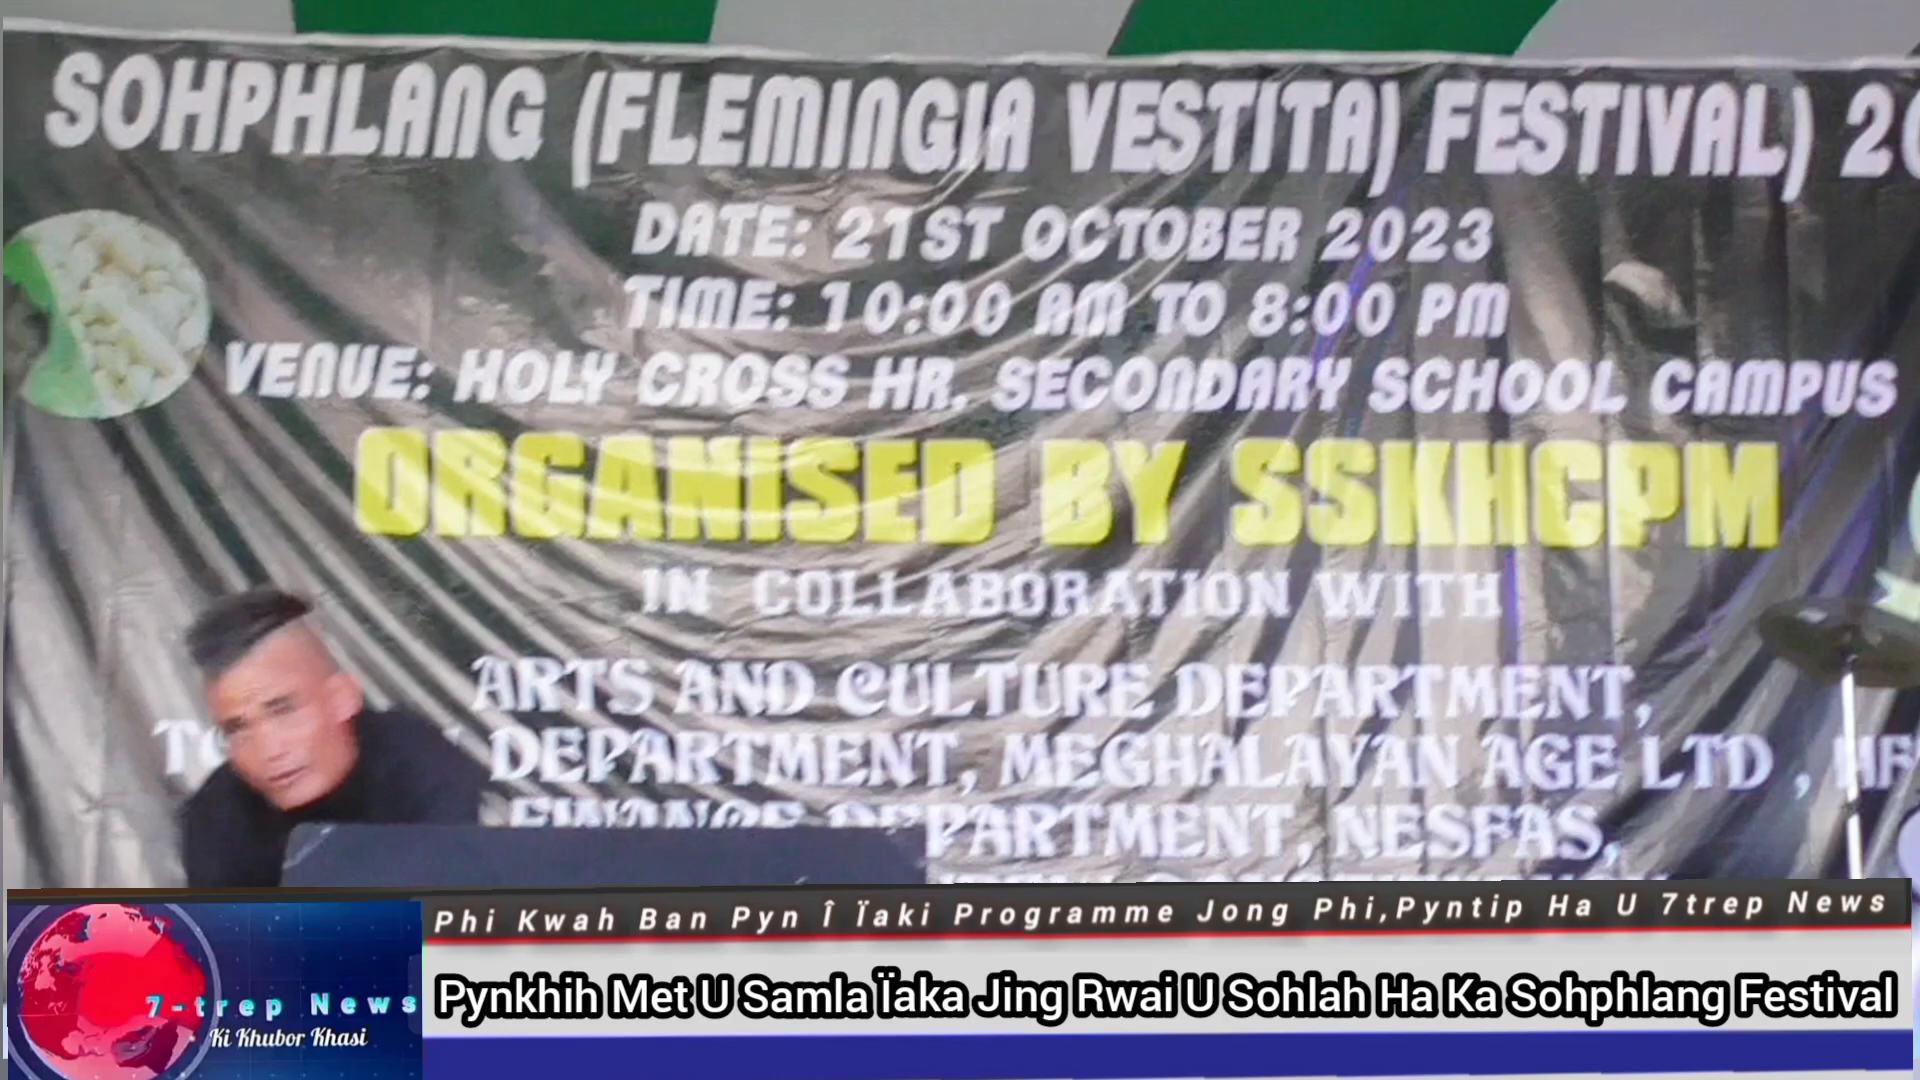 SOHPHLANG (FLEMINGIA VESTITA) FESTIVAL)
DATE: 21ST OCTOBER 2023
TIME: 10:00 AM TO 8:00 PM
VENUE: HOLY CROSS HR. SECONDARY SCHOOL CAMPUS
ORGANISED BY SSKHCPM
IN COLLABORATION WITH
ARTS AND CULTURE DEPARTMENT,
DEPARTMENT, MEGHALAYAN AGE LTD ,
FINANCE DEPARTMENT, NESFAS,
Phi Kwah Ban Pyn Î Ïaki Programme Jong Phi,Pyntip Ha U 7trep News
7-trep News
Ki Khubor Khasi
Pynkhih Met U Samla Ïaka Jing Rwai U Sohlah Ha Ka Sohphlang Festival